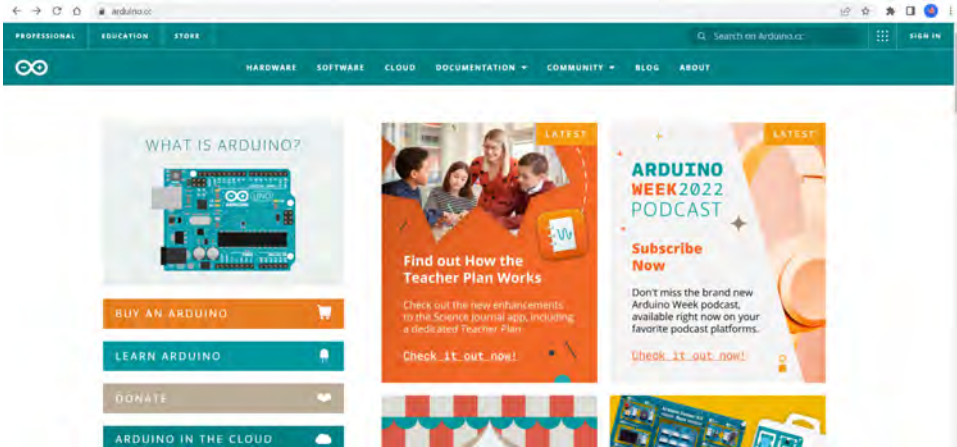 arduino.cc
PROFESSIONAL EDUCATION STORE
Search on Arduino.cc
SIGN IN
HARDWARE SOFTWARE CLOUD DOCUMENTATION COMMUNITY BLOG ABOUT
WHAT IS ARDUINO?
UNO
ARDUINO
BUY AN ARDUINO
LEARN ARDUINO
DONATE
ARDUINO IN THE CLOUD
LATEST
Find out How the
Teacher Plan Works
Check out the new enhancements
to the Science Journal app, including
a dedicated Teacher Plan
Check it out now!
LATEST
ARDUINO
WEEK2022
PODCAST
Subscribe
Now
Don't miss the brand new
Arduino Week podcast,
available right now on your
favorite podcast platforms.
Check it out now!